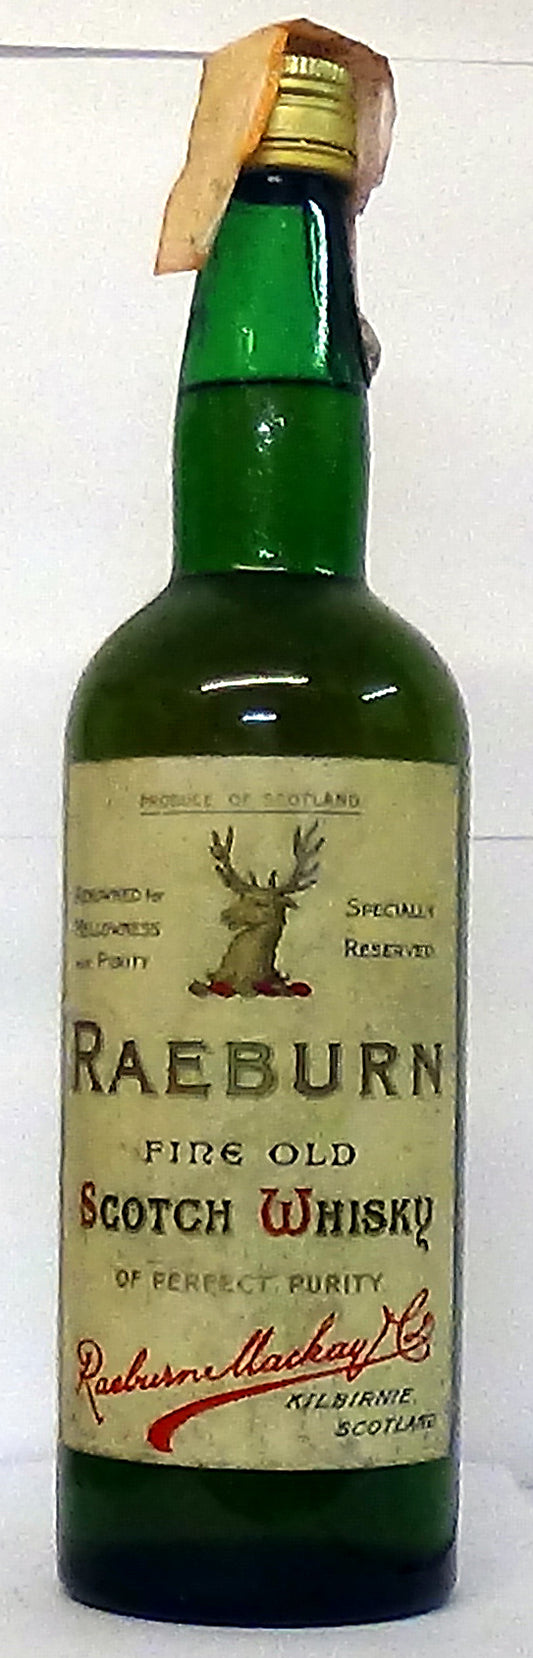 PRODUCE OF SCOTLAND
RENOWNED for
MELLOWNESS
and PURITY
SPECIALLY
RESERVED
RAEBURN
FINE OLD
SCOTCH WHISKY
OF PERFECT PURITY
Raeburn Mackay & Co
KILBIRNIE,
SCOTLAND